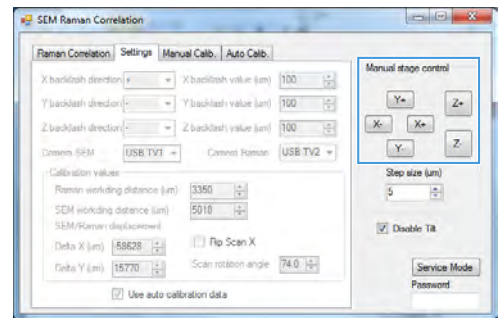 SEM Raman Correlation
Raman Correlation Settings Manual Calib. Auto Calib.
X backlash direction + X backlash value (um) 100
Y backlash direction - Y backlash value (um) 100
Z backlash direction - Z backlash value (um) 100
Camera SEM USB TV1 Camera Raman USB TV2
Calibration values
Raman workding distance (um) 3350
SEM workding distance (um) 5010
SEM/Raman displacement
Delta X (um) -58628 Flip Scan X
Delta Y (um) 15770 Scan rotation angle 74.0
Use auto calibration data
Manual stage control
Y+ Z+
X- X+
Y- Z-
Step size (um)
5
Disable Tilt
Service Mode
Password